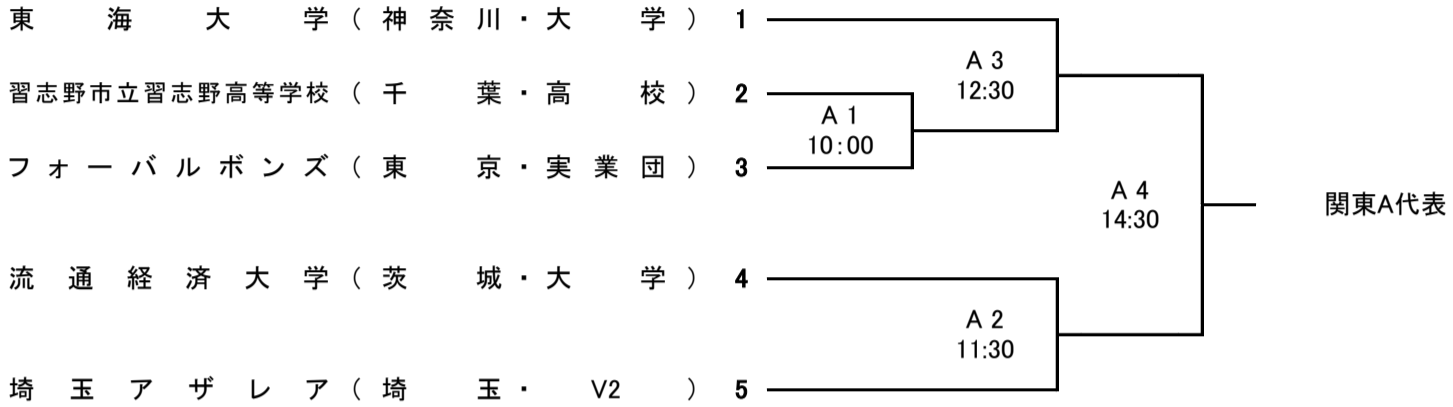 東海大学（神奈川・大学） 1
A 3
12:30
習志野市立習志野高等学校（千葉・高校） 2
A 1
10:00
フォーバルボンズ（東京・実業団） 3
A 4
14:30
関東A代表
流通経済大学（茨城・大学） 4
A 2
11:30
埼玉アザレア（埼玉・V2） 5